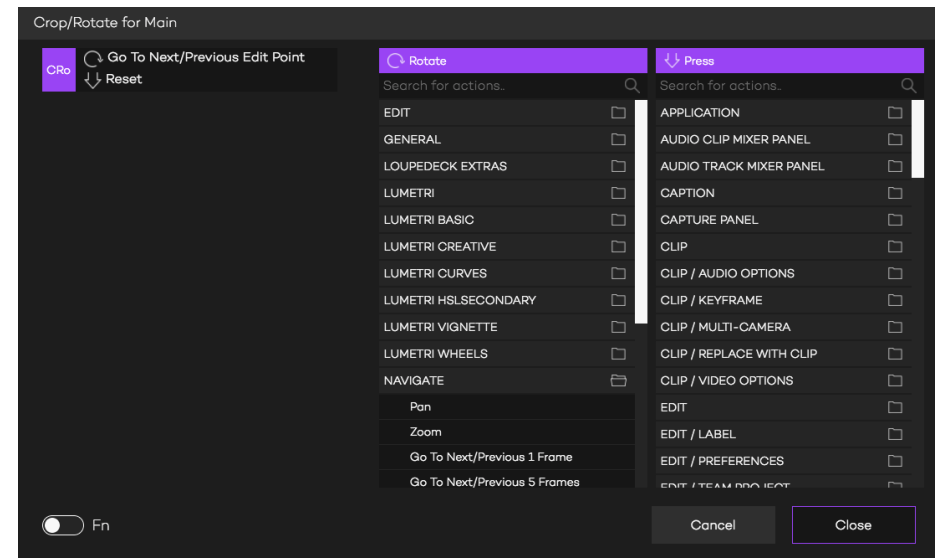 Crop/Rotate for Main
CRo
Go To Next/Previous Edit Point
Reset
Rotate
Search for actions..
EDIT
GENERAL
LOUPEDECK EXTRAS
LUMETRI
LUMETRI BASIC
LUMETRI CREATIVE
LUMETRI CURVES
LUMETRI HSLSECONDARY
LUMETRI VIGNETTE
LUMETRI WHEELS
NAVIGATE
Pan
Zoom
Go To Next/Previous 1 Frame
Go To Next/Previous 5 Frames
Press
Search for actions..
APPLICATION
AUDIO CLIP MIXER PANEL
AUDIO TRACK MIXER PANEL
CAPTION
CAPTURE PANEL
CLIP
CLIP / AUDIO OPTIONS
CLIP / KEYFRAME
CLIP / MULTI-CAMERA
CLIP / REPLACE WITH CLIP
CLIP / VIDEO OPTIONS
EDIT
EDIT / LABEL
EDIT / PREFERENCES
EDIT / TEAM PROJECT
Fn
Cancel
Close